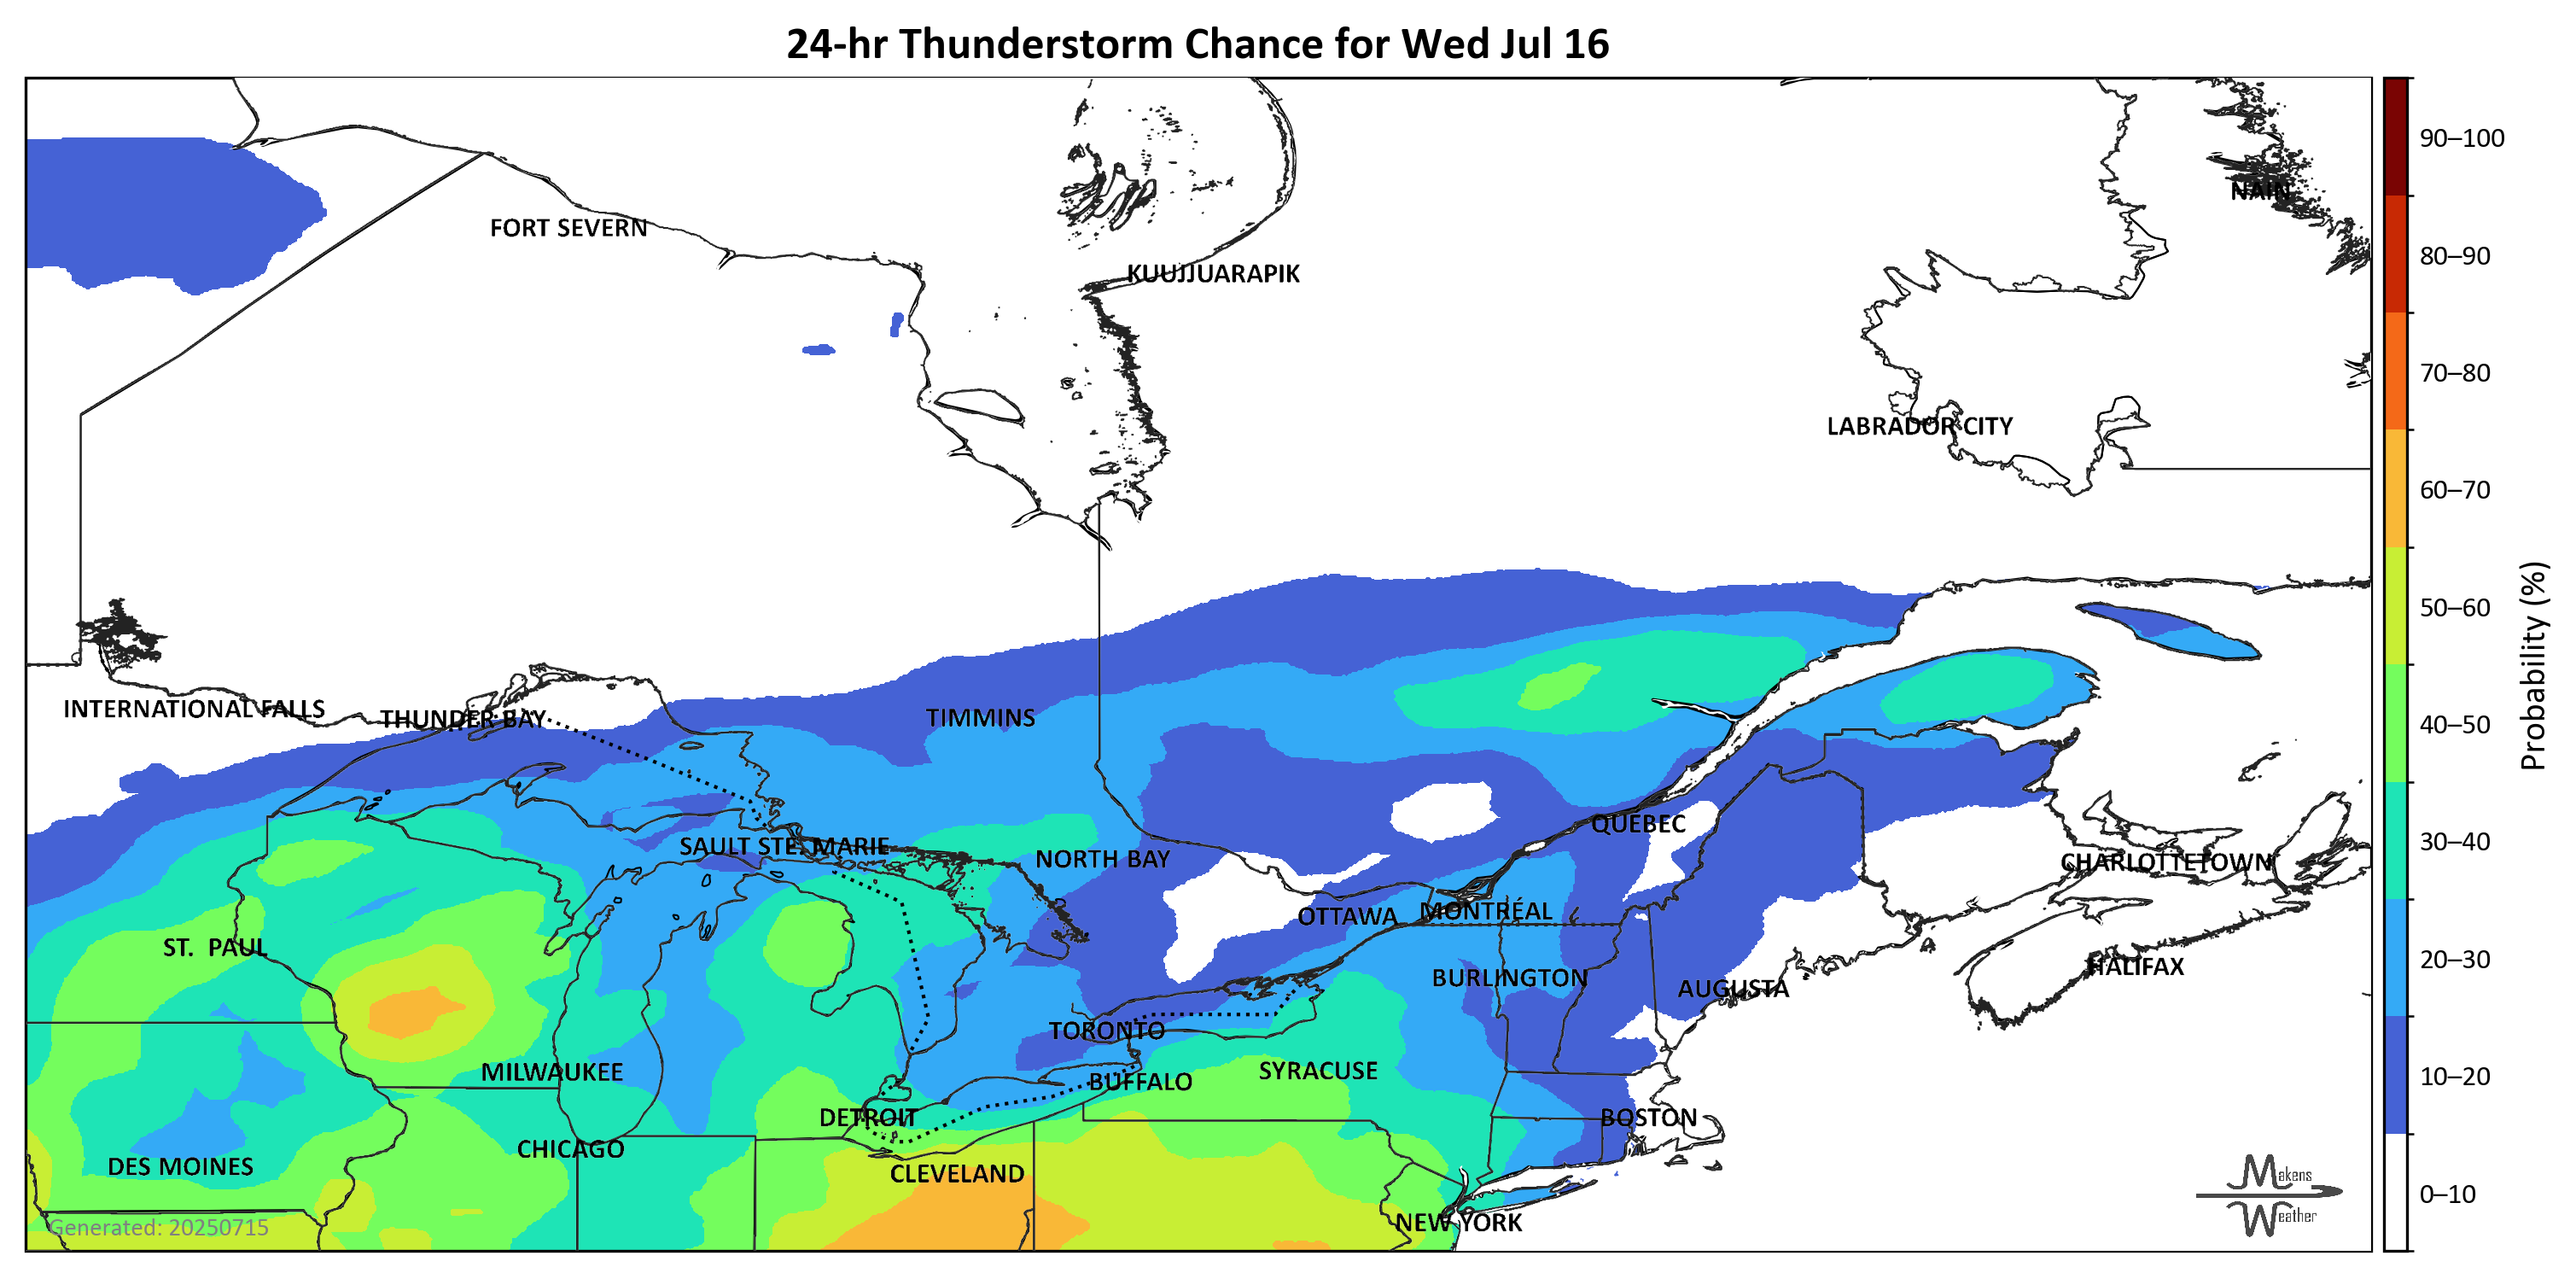 24-hr Thunderstorm Chance for Wed Jul 16
90–100
NAIN
FORT SEVERN
80–90
KUUJJUARAPIK
70–80
LABRADOR CITY
60–70
50–60
Probability (%)
INTERNATIONAL FALLS
THUNDER BAY
TIMMINS
40–50
QUEBEC
SAULT STE. MARIE
30–40
NORTH BAY
CHARLOTTETOWN
OTTAWA
MONTRÉAL
ST. PAUL
20–30
HALIFAX
BURLINGTON
AUGUSTA
TORONTO
MILWAUKEE
SYRACUSE
10–20
BUFFALO
DETROIT
BOSTON
CHICAGO
DES MOINES
CLEVELAND
Makens
Weather
0–10
NEW YORK
Generated: 20250715